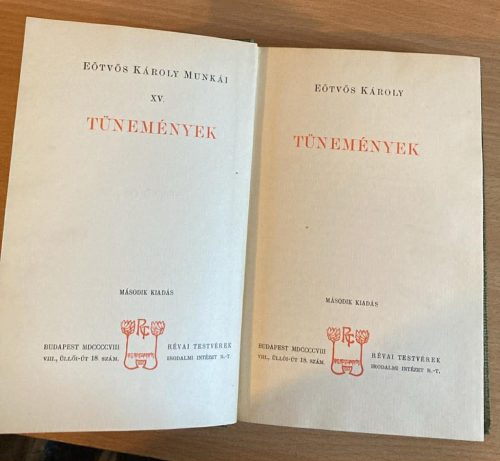 EÖTVÖS KÁROLY MUNKÁI
XV.
TÜNEMÉNYEK
MÁSODIK KIADÁS
BUDAPEST MDCCCCVIII
VIII., ÜLLŐI-ÚT 18. SZÁM.
RÉVAI TESTVÉREK
IRODALMI INTÉZET R.-T.
EÖTVÖS KÁROLY
TÜNEMÉNYEK
MÁSODIK KIADÁS
BUDAPEST MDCCCCVIII
VIII., ÜLLŐI-ÚT 18. SZÁM.
RÉVAI TESTVÉREK
IRODALMI INTÉZET R.-T.